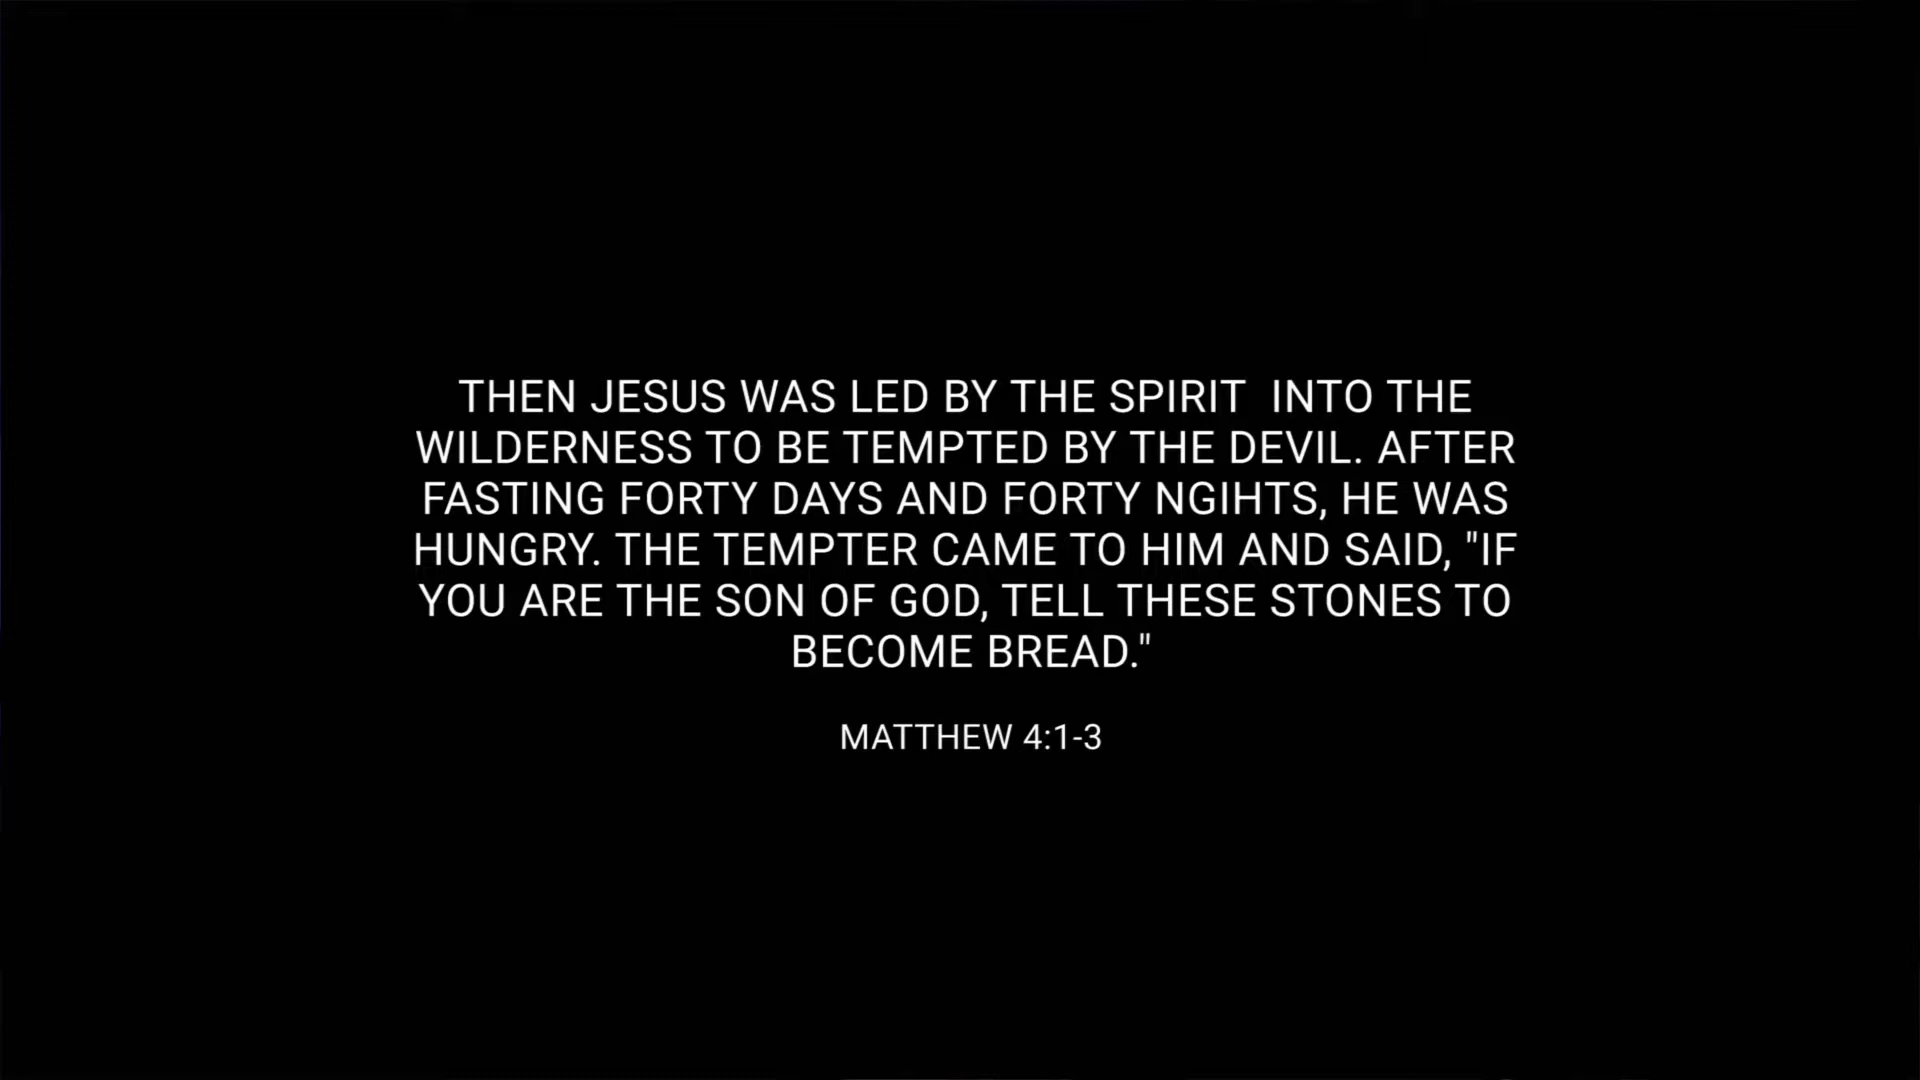 THEN JESUS WAS LED BY THE SPIRIT  INTO THE
WILDERNESS TO BE TEMPTED BY THE DEVIL. AFTER
FASTING FORTY DAYS AND FORTY NGIHTS, HE WAS
HUNGRY. THE TEMPTER CAME TO HIM AND SAID, "IF
YOU ARE THE SON OF GOD, TELL THESE STONES TO
BECOME BREAD."
MATTHEW 4:1-3